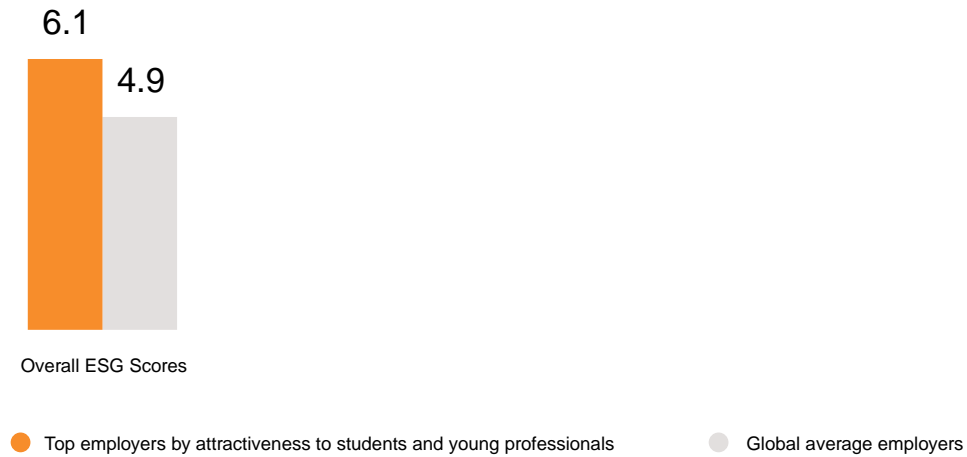 6.1
4.9
Overall ESG Scores
Top employers by attractiveness to students and young professionals
Global average employers